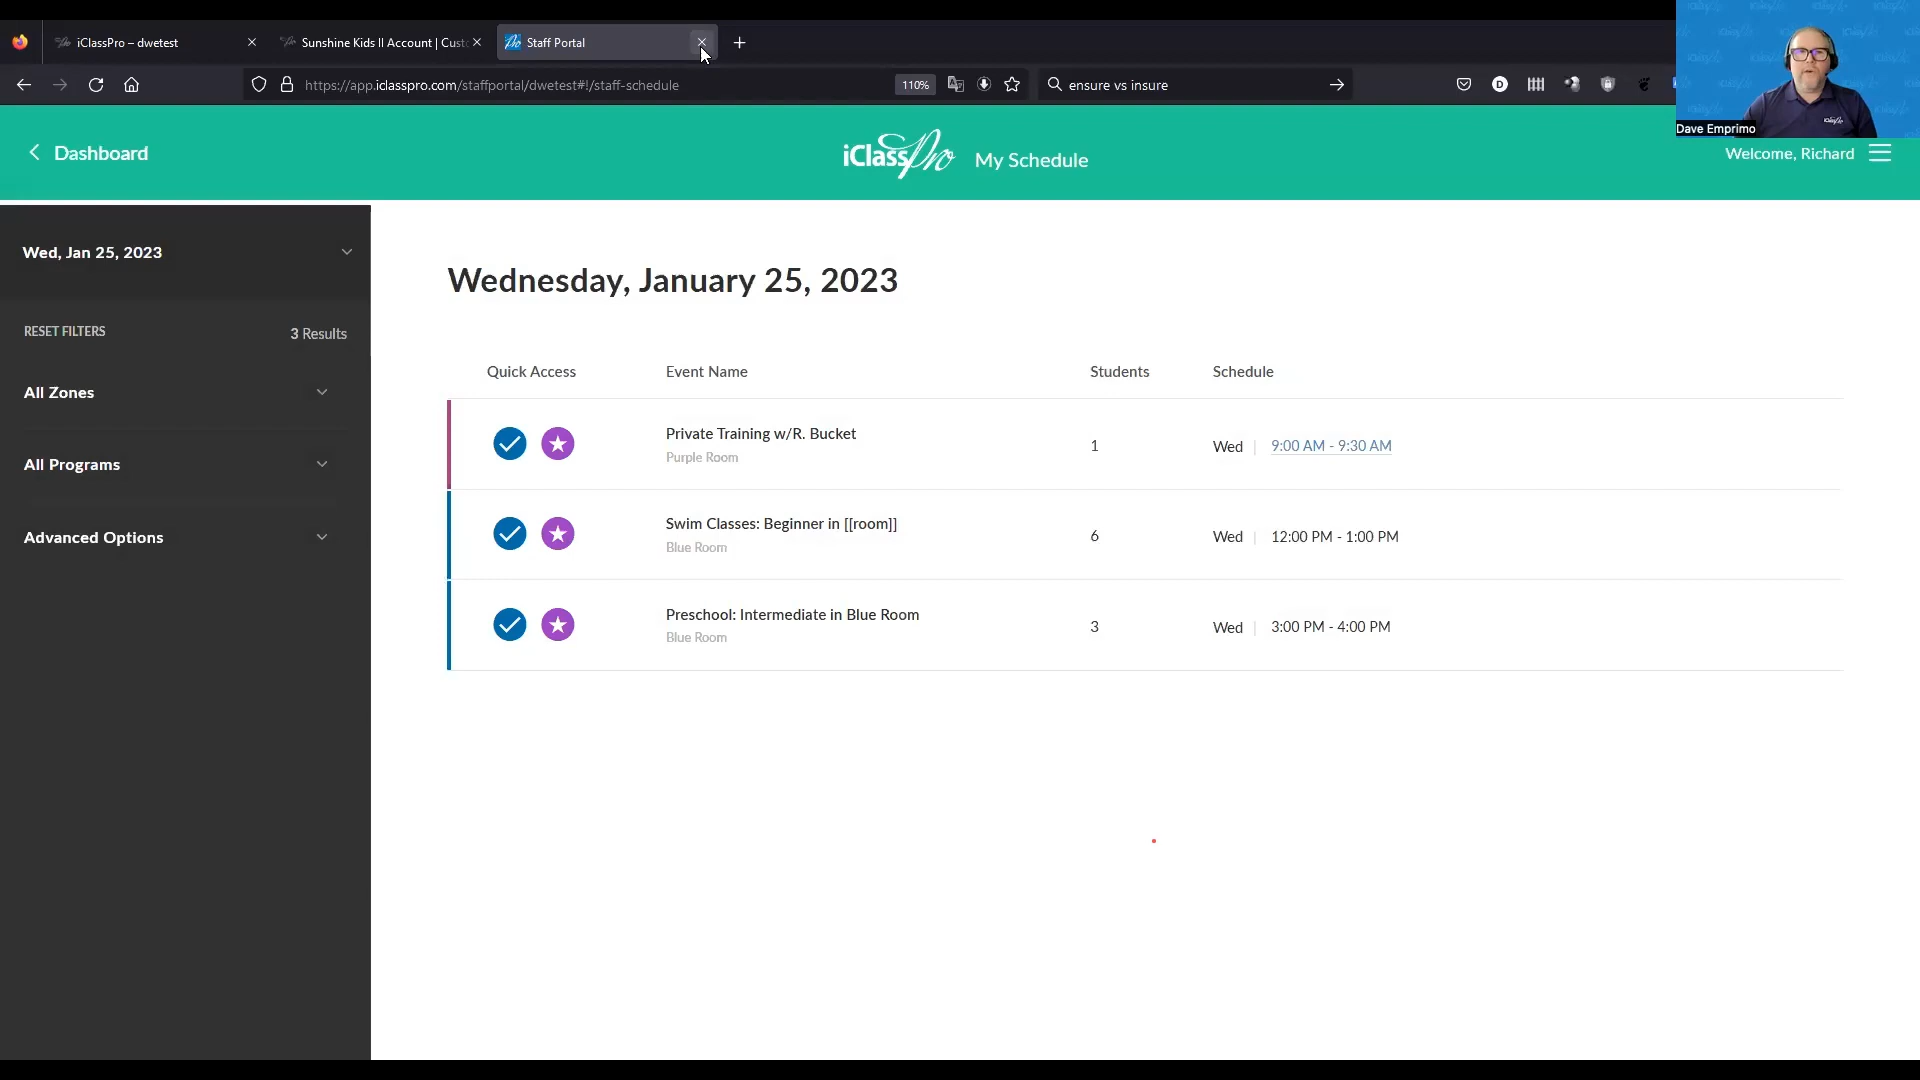 iClassPro – dwetest
Sunshine Kids II Account | Custo
Staff Portal
https://app.iclasspro.com/staffportal/dwetest#!/staff-schedule
110%
ensure vs insure
Dave Emprimo
Dashboard
iClassPro My Schedule
Welcome, Richard
Wed, Jan 25, 2023
RESET FILTERS
3 Results
All Zones
All Programs
Advanced Options
Wednesday, January 25, 2023
Quick Access Event Name Students Schedule
Private Training w/R. Bucket
Purple Room
1
Wed | 9:00 AM - 9:30 AM
Swim Classes: Beginner in [[room]]
Blue Room
6
Wed | 12:00 PM - 1:00 PM
Preschool: Intermediate in Blue Room
Blue Room
3
Wed | 3:00 PM - 4:00 PM